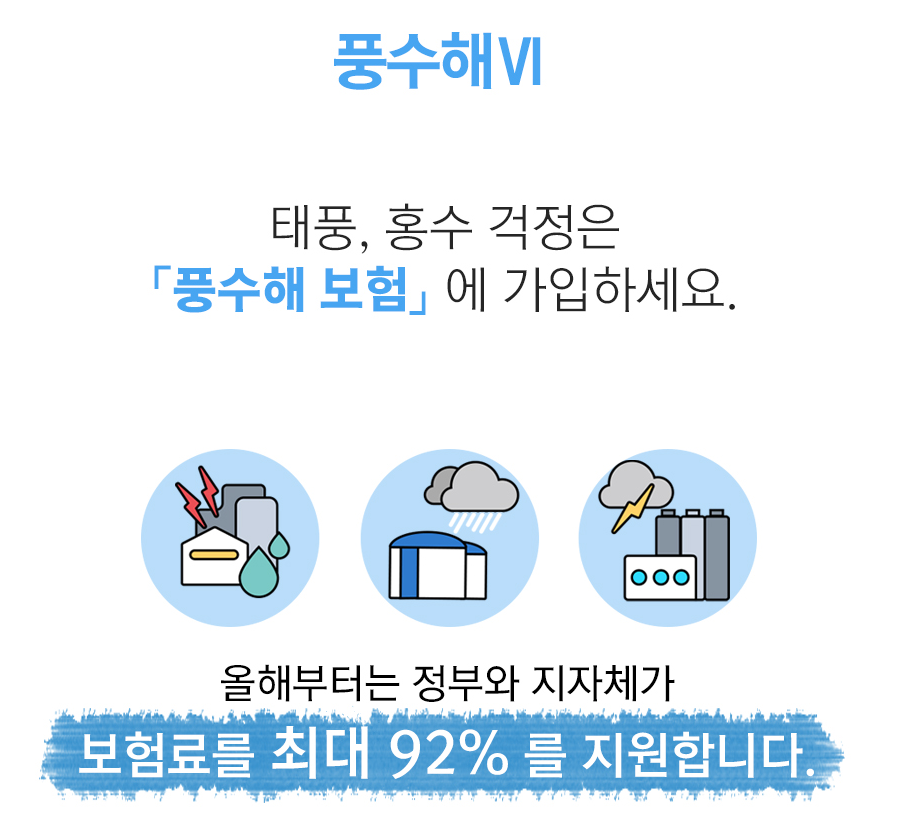 풍수해Ⅵ
태풍, 홍수 걱정은
「풍수해 보험」 에 가입하세요.
올해부터는 정부와 지자체가
보험료를 최대 92% 를 지원합니다.